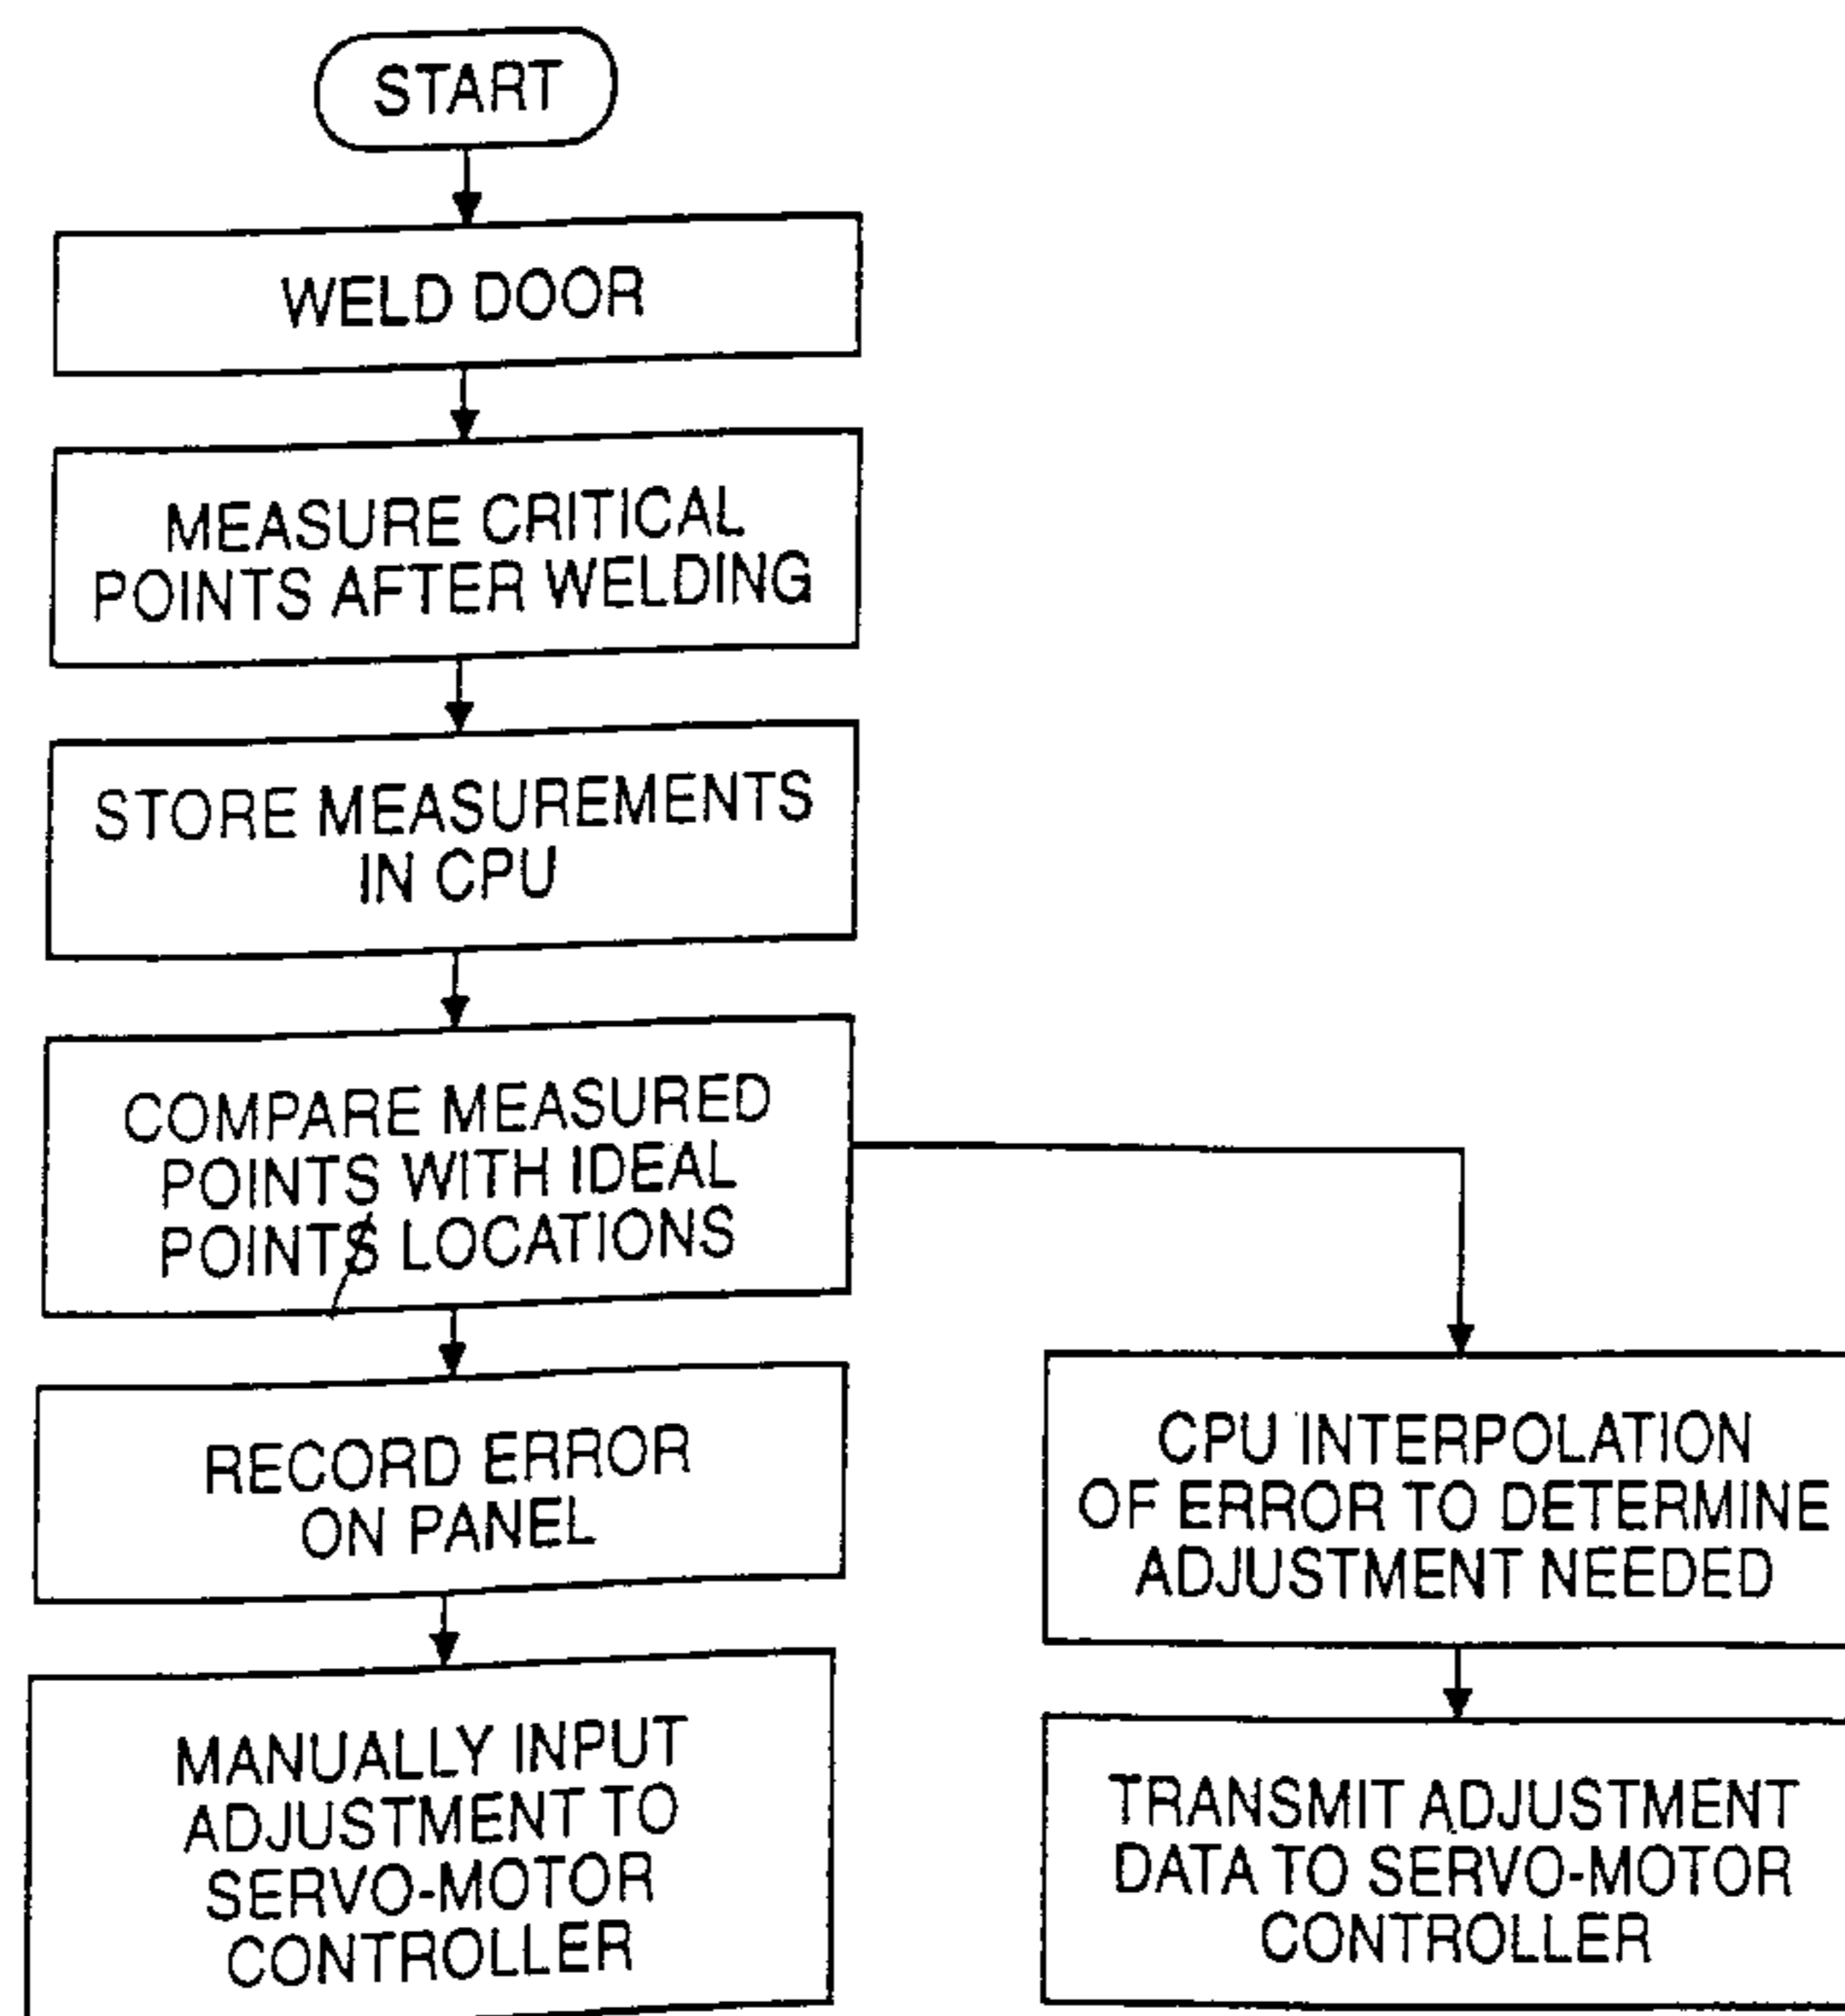 START
WELD DOOR
MEASURE CRITICAL
POINTS AFTER WELDING
STORE MEASUREMENTS
IN CPU
COMPARE MEASURED
POINTS WITH IDEAL
POINTS LOCATIONS
RECORD ERROR
ON PANEL
MANUALLY INPUT
ADJUSTMENT TO
SERVO-MOTOR
CONTROLLER
CPU INTERPOLATION
OF ERROR TO DETERMINE
ADJUSTMENT NEEDED
TRANSMIT ADJUSTMENT
DATA TO SERVO-MOTOR
CONTROLLER